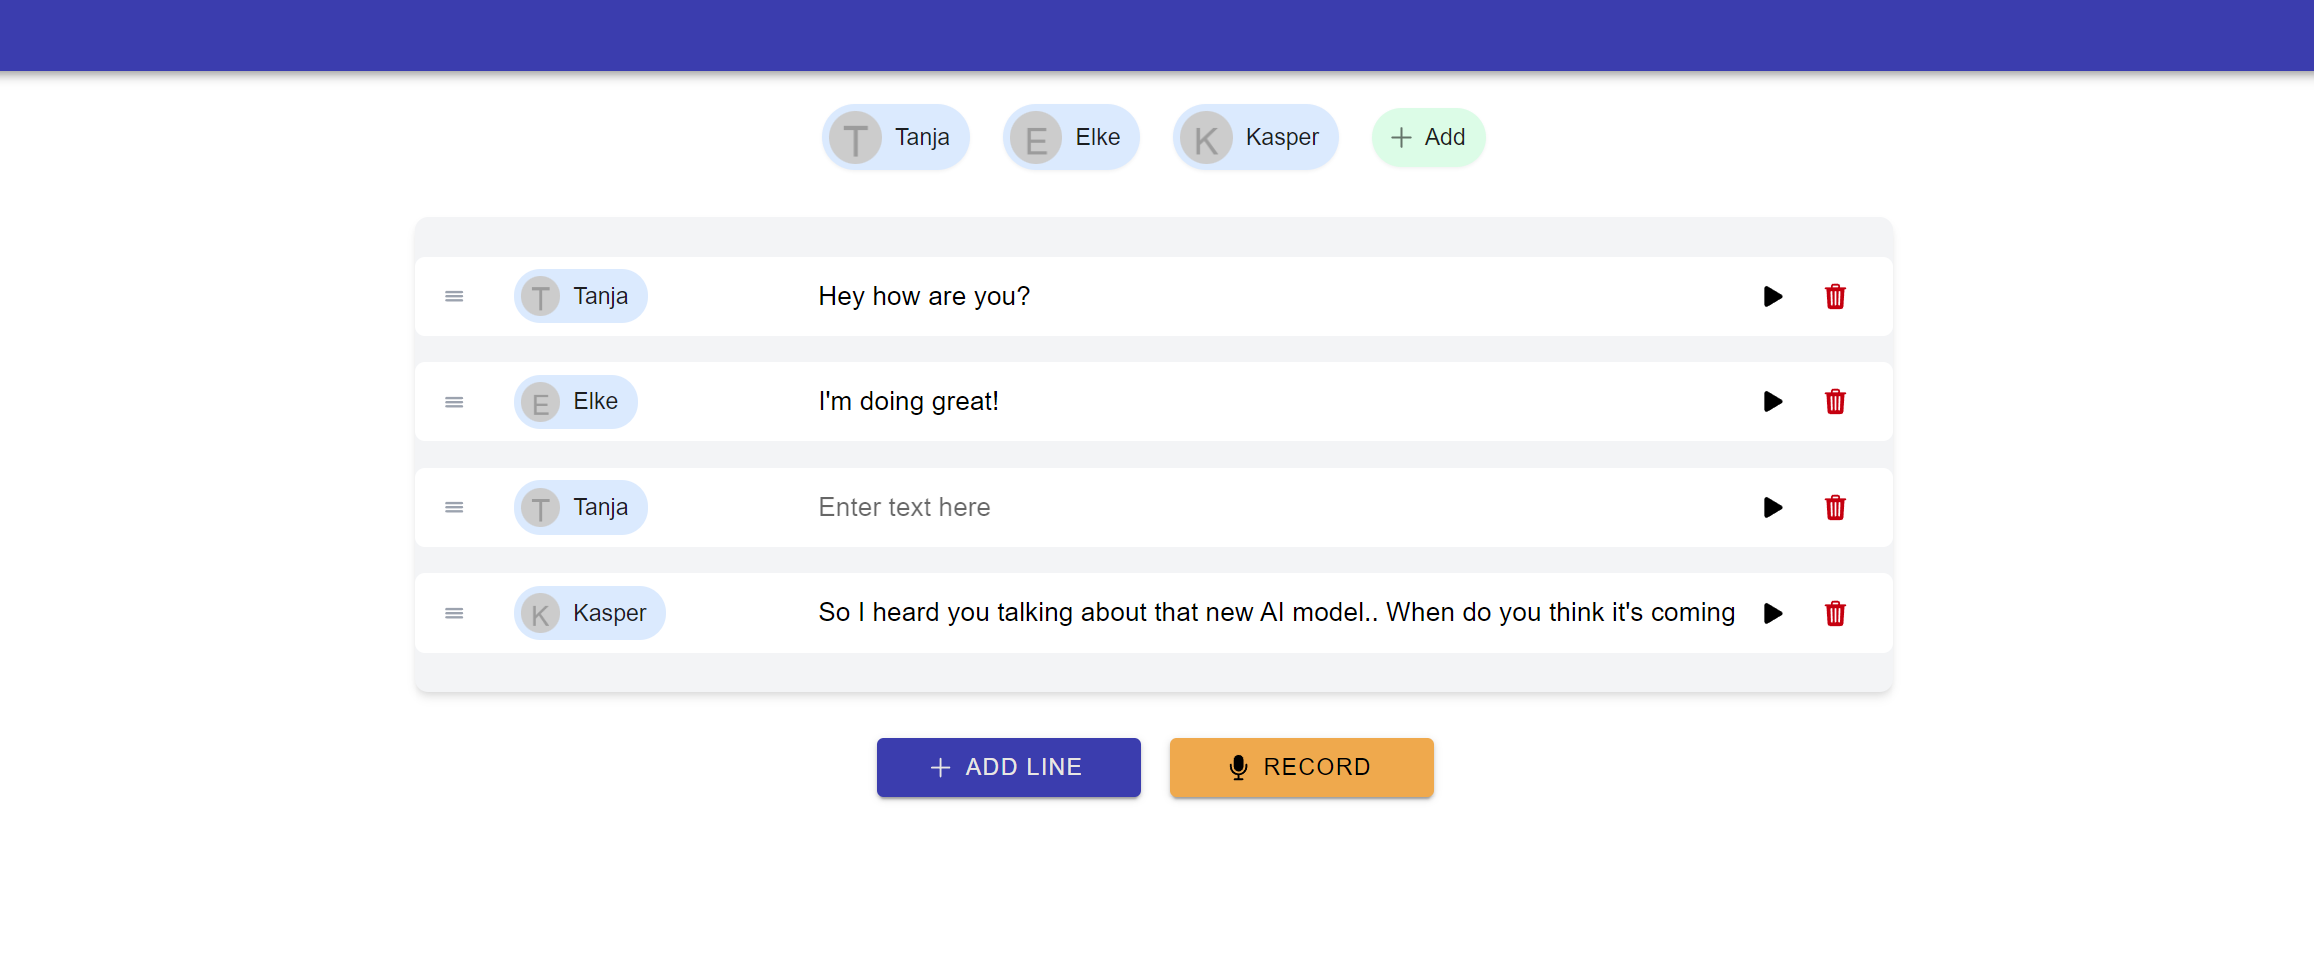 T Tanja E Elke K Kasper + Add
T Tanja Hey how are you?
E Elke I'm doing great!
T Tanja Enter text here
K Kasper So I heard you talking about that new AI model.. When do you think it's coming
+ ADD LINE RECORD